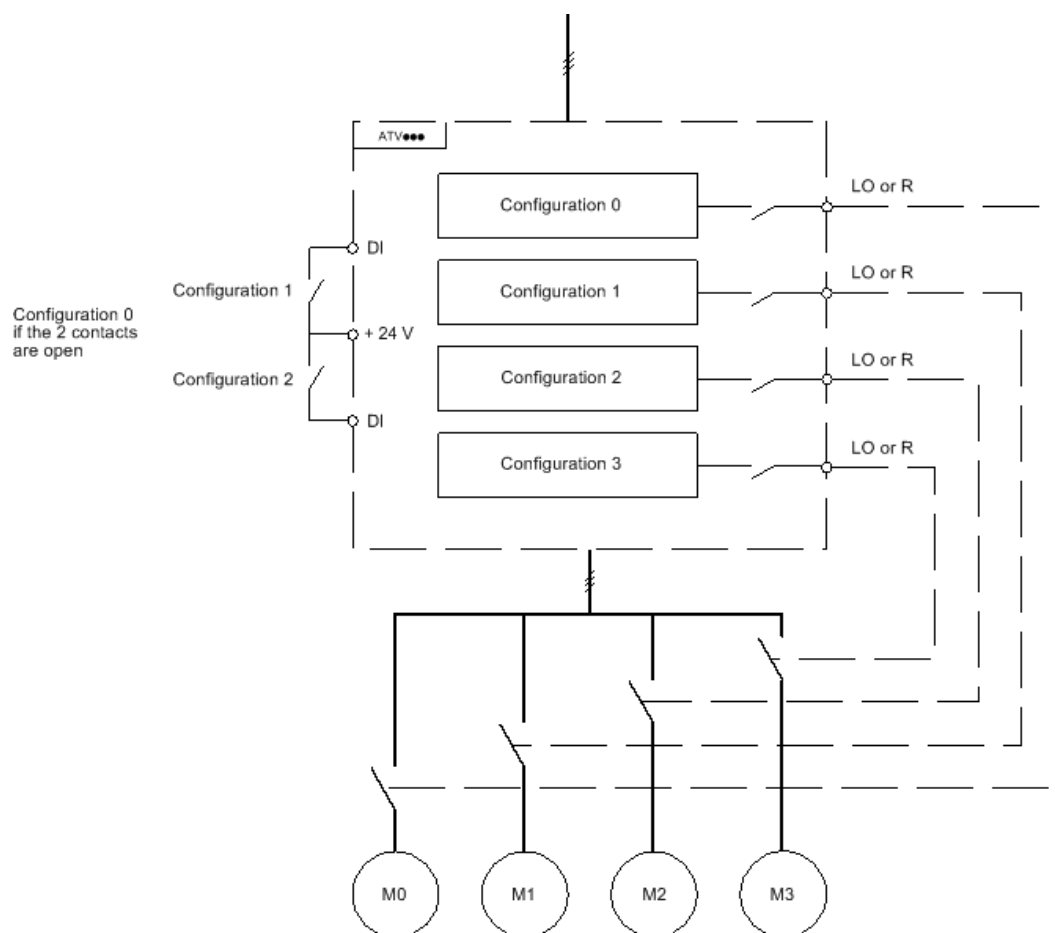 ATV●●●
Configuration 0
LO or R
DI
Configuration 1
Configuration 1
LO or R
Configuration 0
if the 2 contacts
are open
+ 24 V
Configuration 2
Configuration 2
LO or R
DI
Configuration 3
LO or R
M0
M1
M2
M3